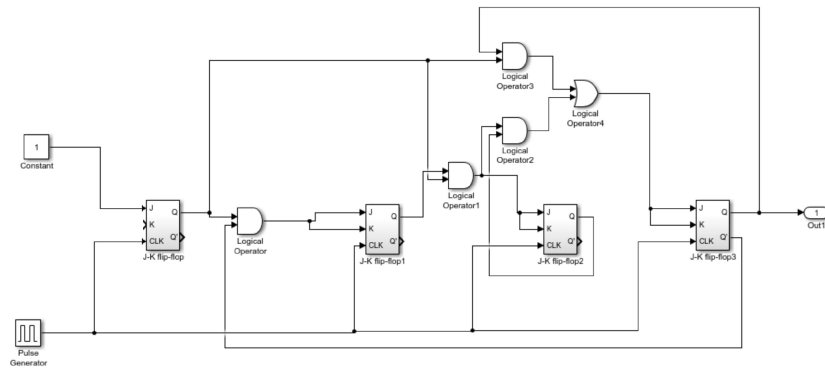 Logical
Operator3
Logical
Operator4
Logical
Operator2
1
Constant
Logical
Operator1
J
Q
K
CLK
Q'
J-K flip-flop
Logical
Operator
J
Q
K
CLK
Q'
J-K flip-flop1
J
Q
K
CLK
Q'
J-K flip-flop2
J
Q
K
CLK
Q'
J-K flip-flop3
1
Out1
Pulse
Generator